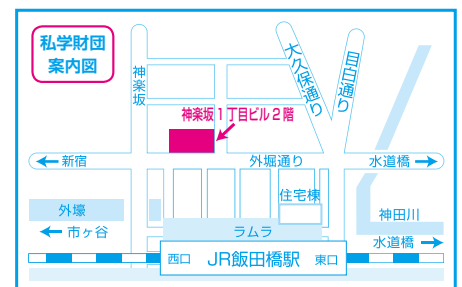 私学財団
案内図
神楽坂
大久保通り
目白通り
神楽坂1丁目ビル2階
新宿
外堀通り
水道橋
住宅棟
外壕
神田川
市ヶ谷
ラムラ
水道橋
西口
JR飯田橋駅
東口